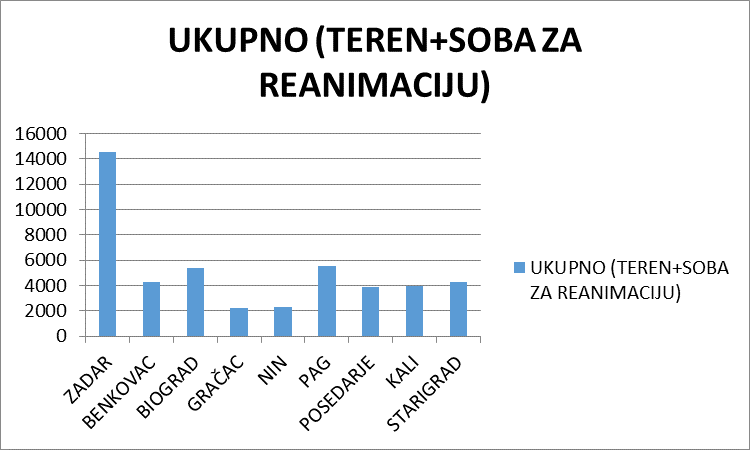 UKUPNO (TEREN+SOBA ZA
REANIMACIJU)
16000
14000
12000
10000
8000
6000
4000
2000
0
ZADAR
BENKOVAC
BIOGRAD
GRAČAC
NIN
PAG
POSEDARJE
KALI
STARIGRAD
UKUPNO (TEREN+SOBA
ZA REANIMACIJU)